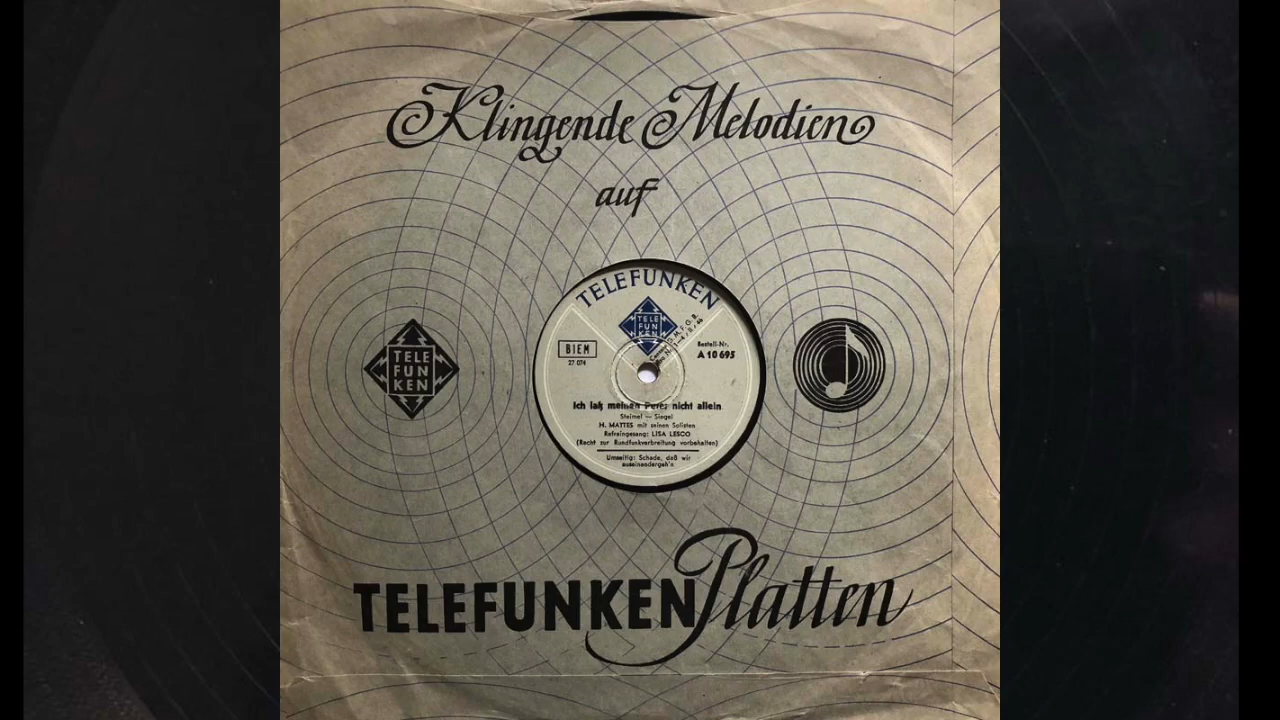 Klingende Melodien
auf
TELEFUNKEN
TELE
FUN
KEN
BIEM
27 074
Bestell-Nr.
A 10 695
TELE
FUN
KEN
Ich laß meinen Peter nicht allein
Steimel — Siegel
H. MATTES mit seinen Solisten
Refraingesang: LISA LESCO
(Recht zur Rundfunkverbreitung vorbehalten)
Umseitig: Schade, daß wir
auseinandergeh'n
TELEFUNKEN Platten